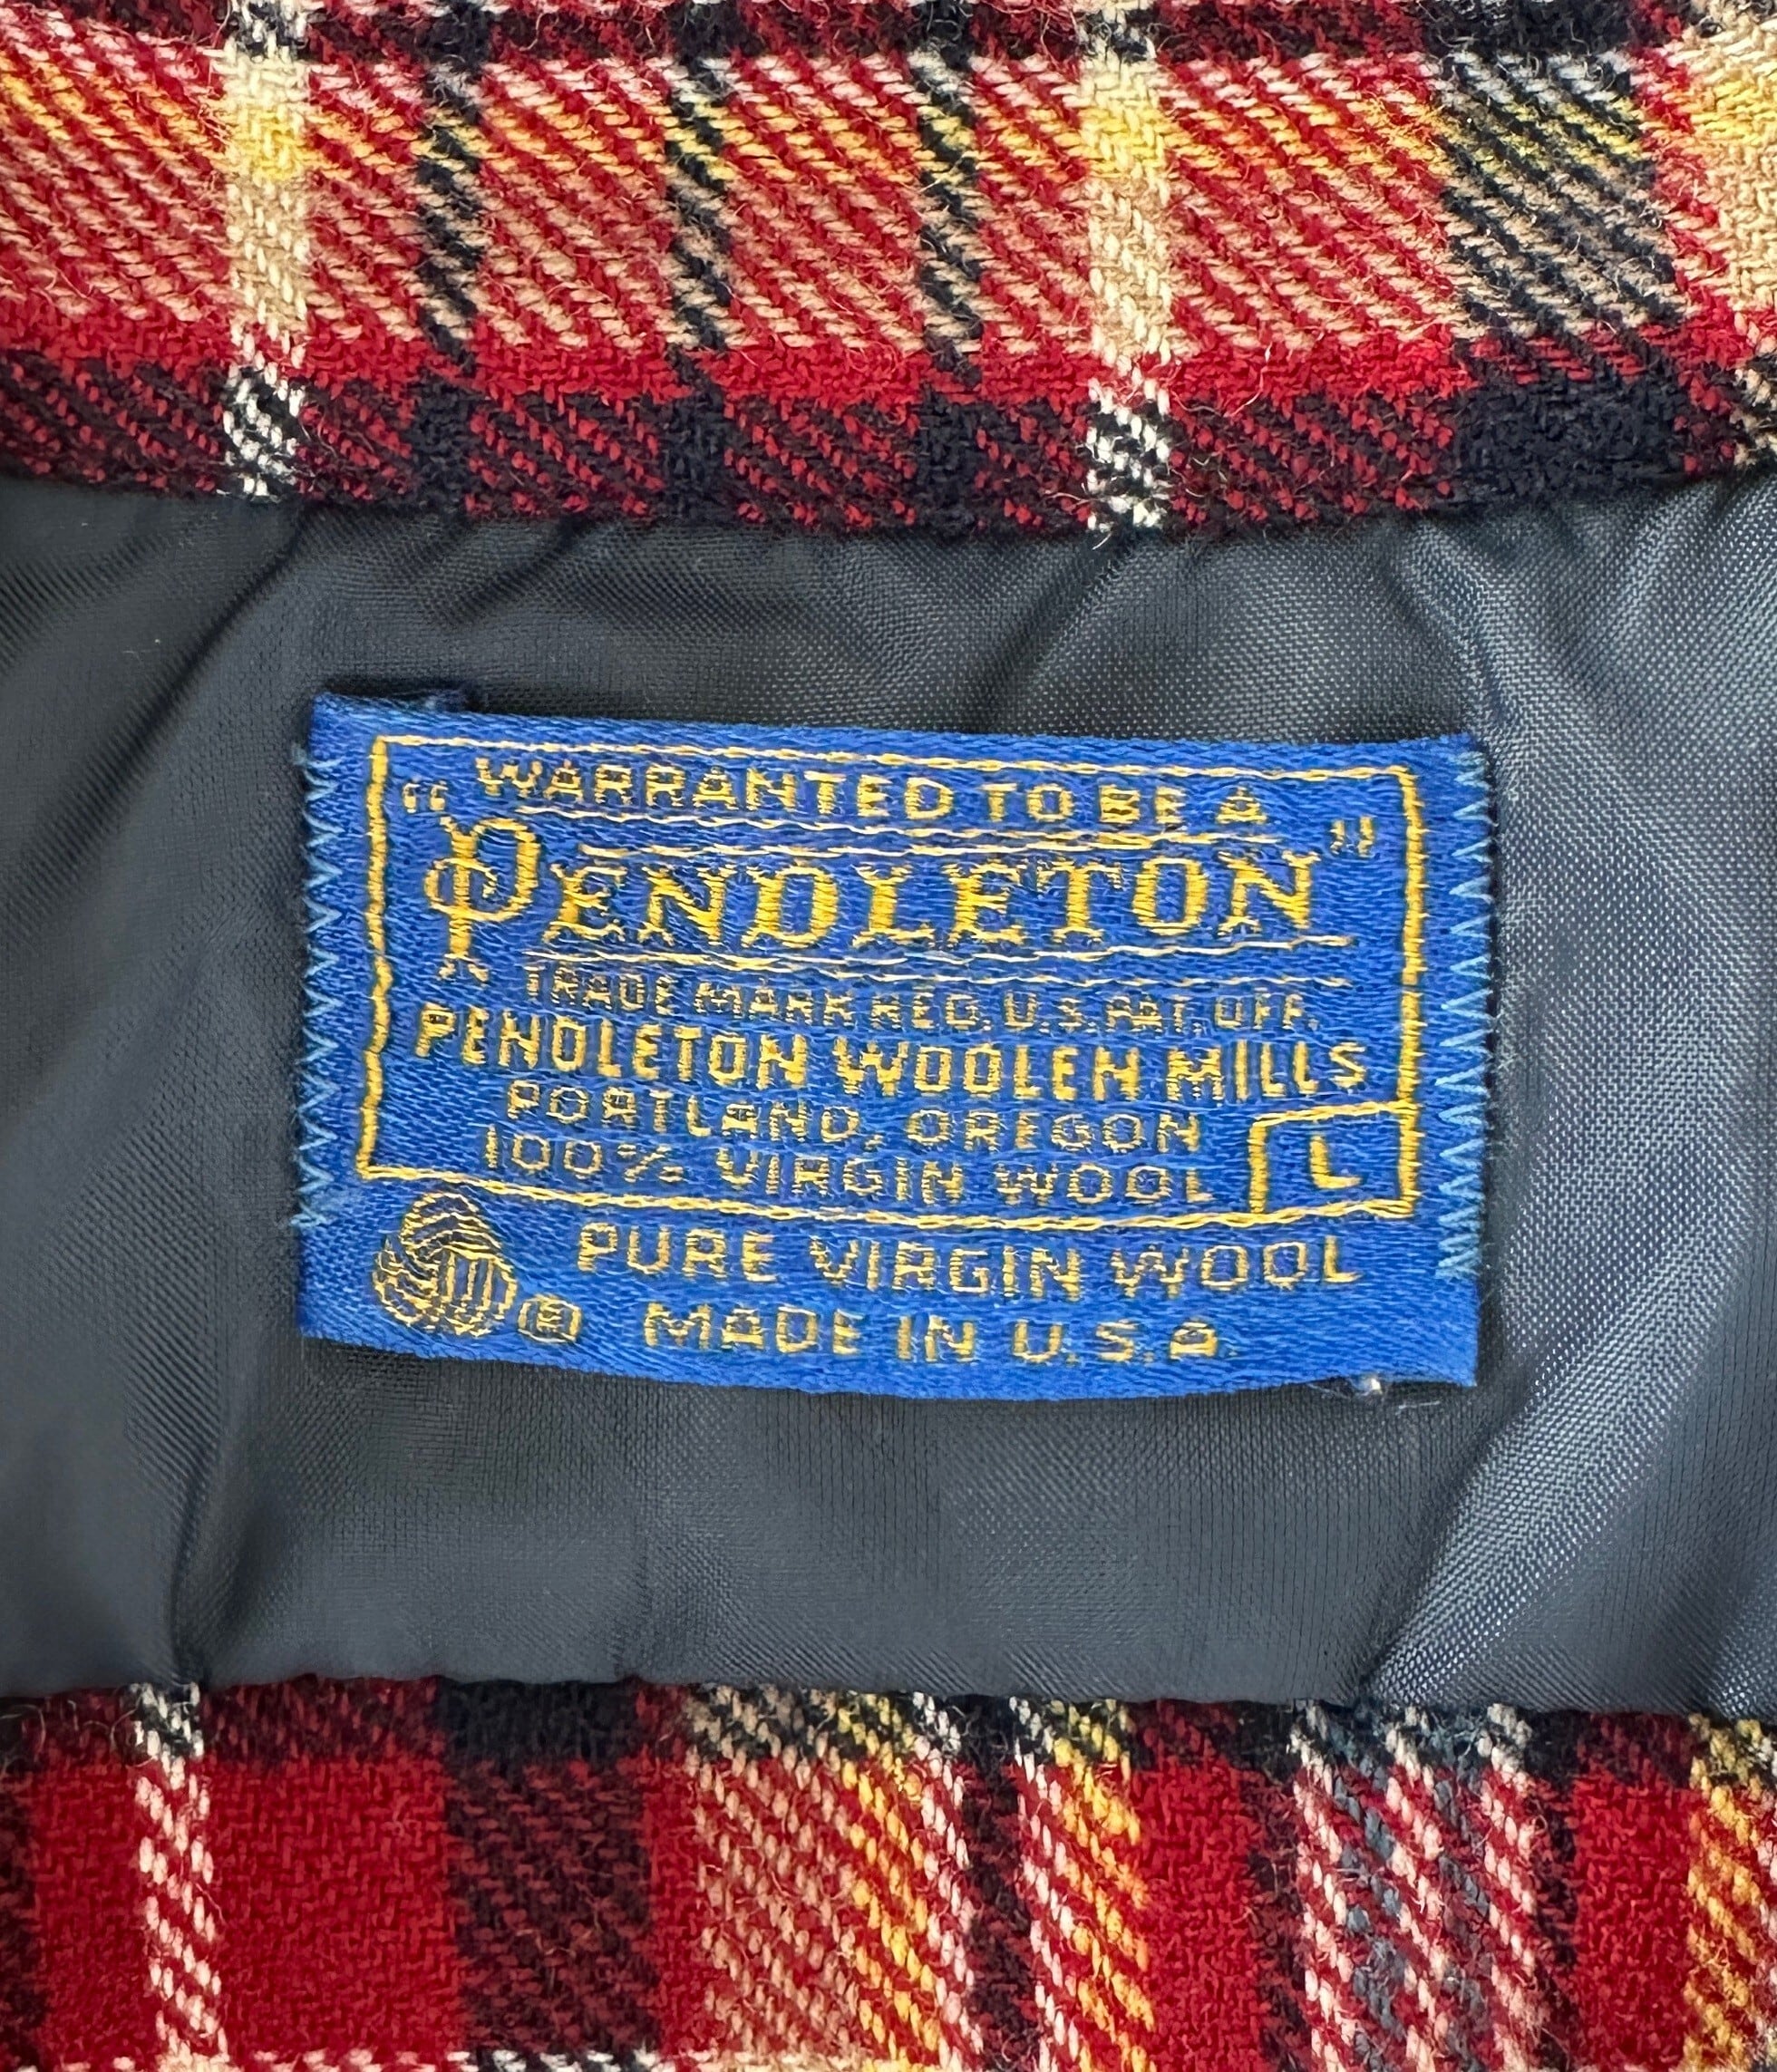 “WARRANTED TO BE A
PENDLETON”
TRADE MARK REG. U.S. PAT. OFF.
PENDLETON WOOLEN MILLS
PORTLAND, OREGON
100% VIRGIN WOOL L
PURE VIRGIN WOOL
® MADE IN U.S.A.